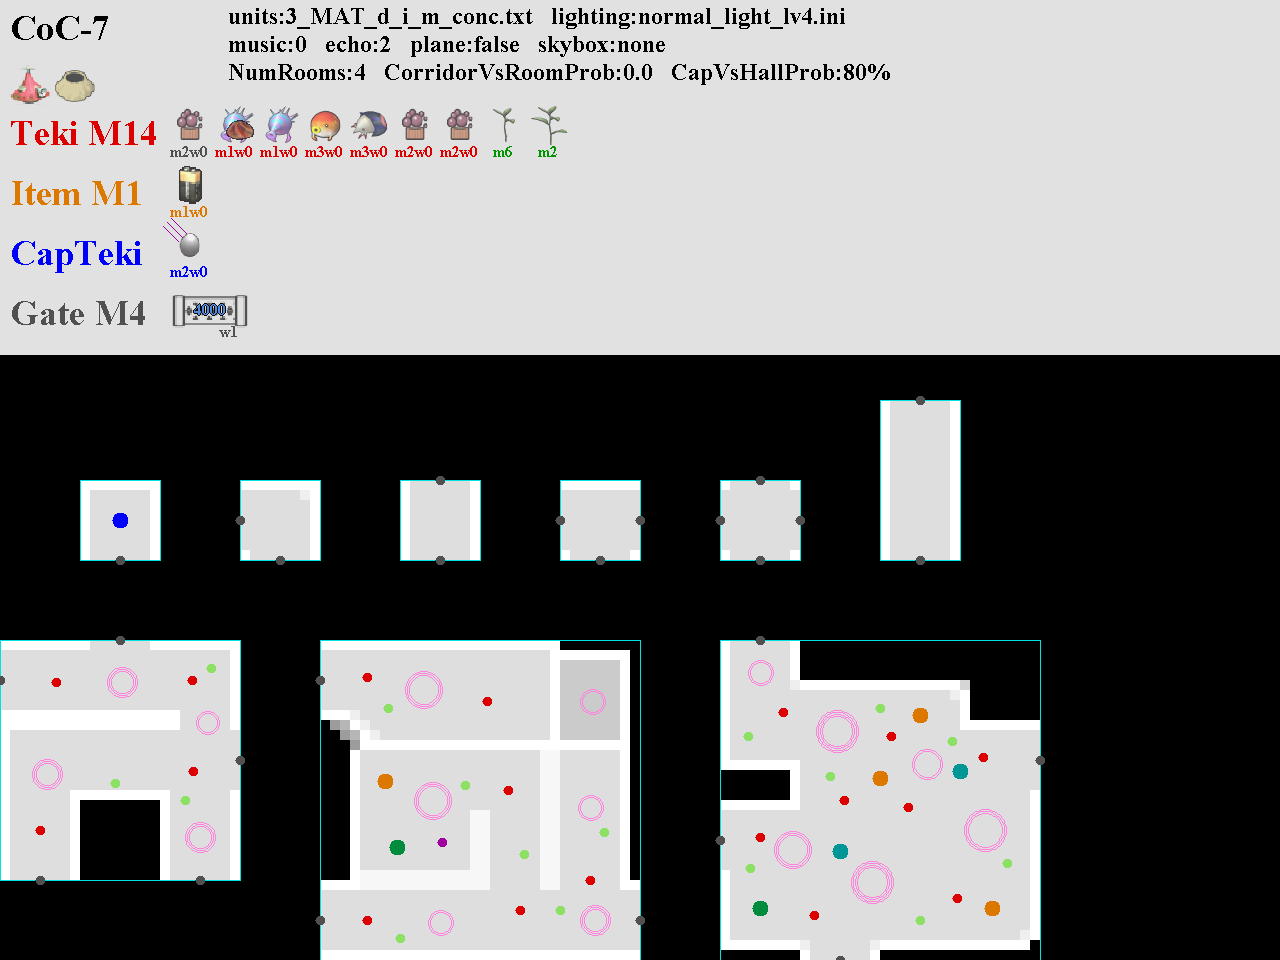 CoC-7
units:3_MAT_d_i_m_conc.txt lighting:normal_light_lv4.ini
music:0 echo:2 plane:false skybox:none
NumRooms:4 CorridorVsRoomProb:0.0 CapVsHallProb:80%
Teki M14
m2w0 m1w0 m1w0 m3w0 m3w0 m2w0 m2w0 m6 m2
Item M1
m1w0
CapTeki
m2w0
Gate M4
4000
w1